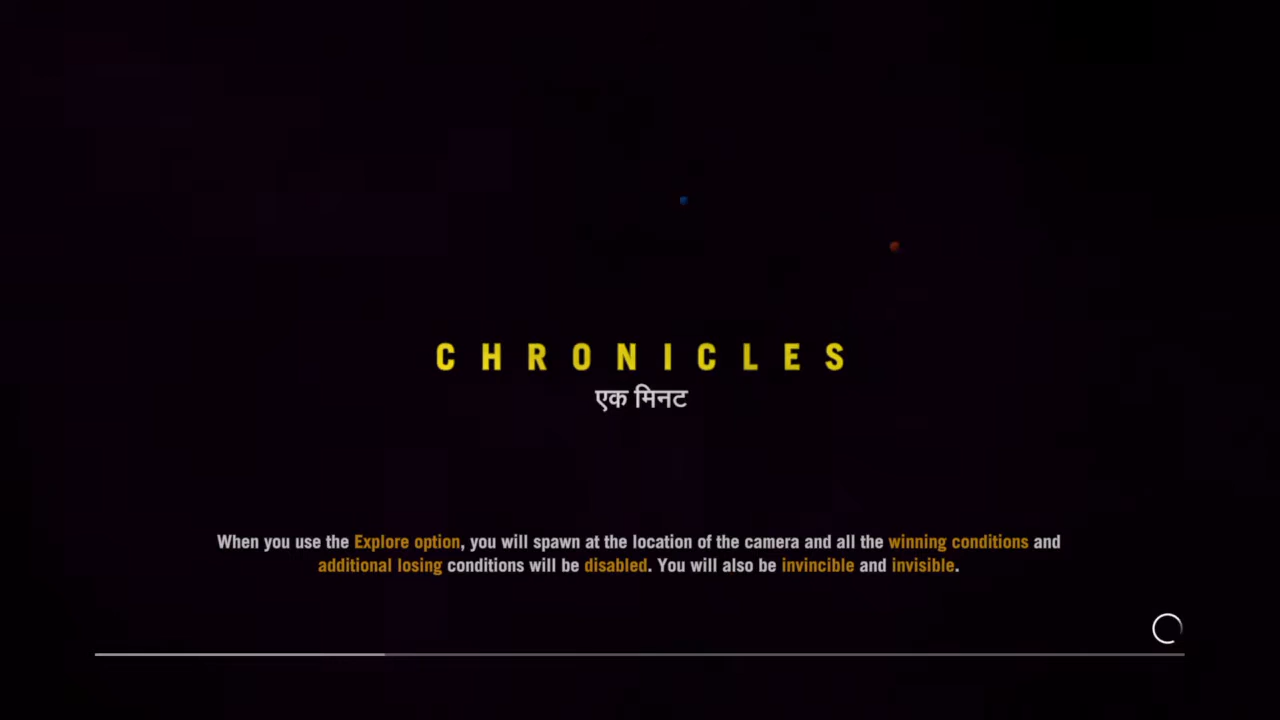 CHRONICLES
एक मिनट
When you use the Explore option, you will spawn at the location of the camera and all the winning conditions and
additional losing conditions will be disabled. You will also be invincible and invisible.